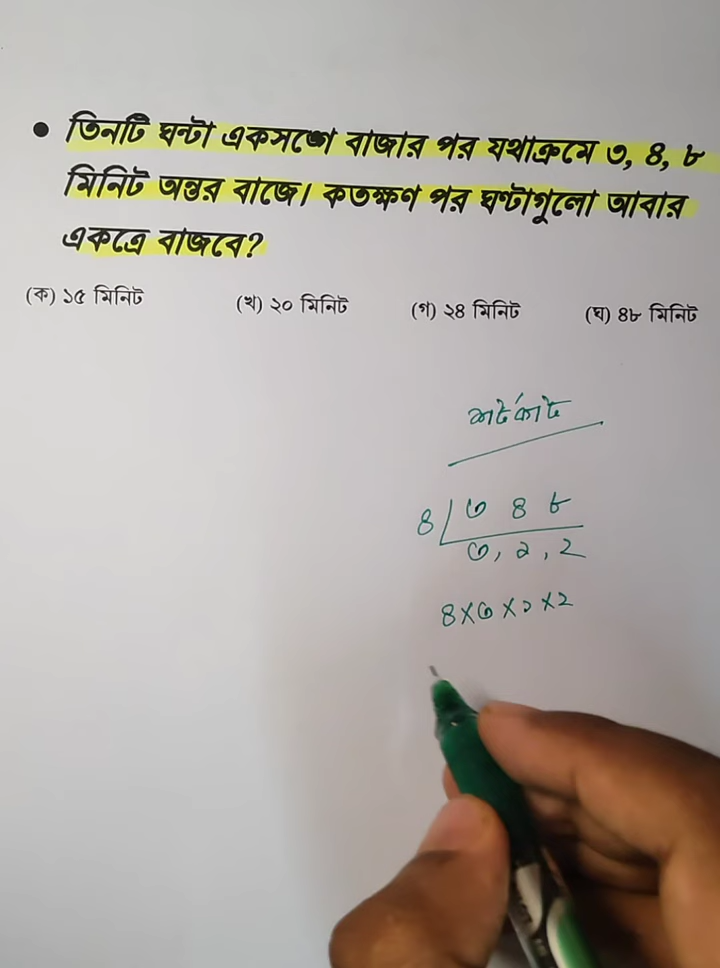 • তিনটি ঘন্টা একসঙ্গে বাজার পর যথাক্রমে ৩, ৪, ৮
মিনিট অন্তর বাজে। কতক্ষণ পর ঘণ্টাগুলো আবার
একত্রে বাজবে?
(ক) ১৫ মিনিট (খ) ২০ মিনিট (গ) ২৪ মিনিট (ঘ) ৪৮ মিনিট
শর্টকাট
৪ ৩ ৪ ৮
৩, ১, ২
৪×৩×১×২